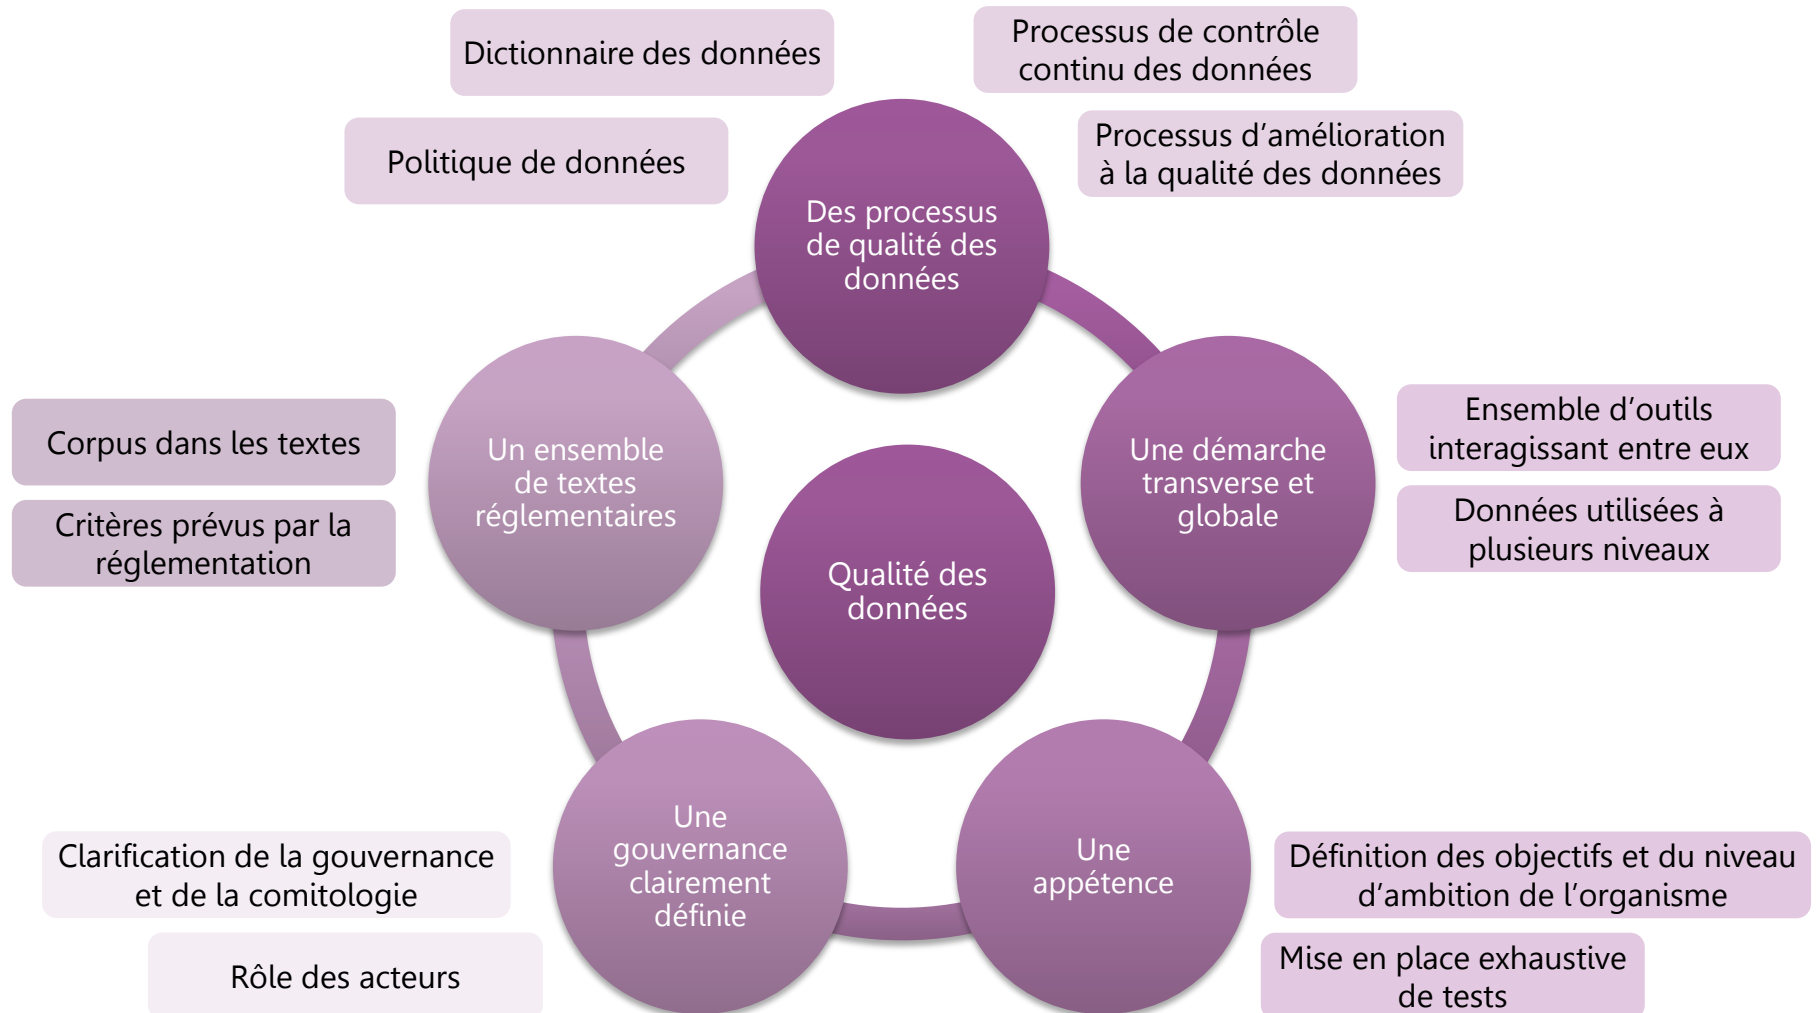 Dictionnaire des données
Processus de contrôle
continu des données
Politique de données
Processus d’amélioration
à la qualité des données
Des processus
de qualité des
données
Corpus dans les textes
Critères prévus par la
réglementation
Un ensemble
de textes
réglementaires
Une démarche
transverse et
globale
Ensemble d’outils
interagissant entre eux
Données utilisées à
plusieurs niveaux
Qualité des
données
Clarification de la gouvernance
et de la comitologie
Rôle des acteurs
Une
gouvernance
clairement
définie
Une
appétence
Définition des objectifs et du niveau
d’ambition de l’organisme
Mise en place exhaustive
de tests